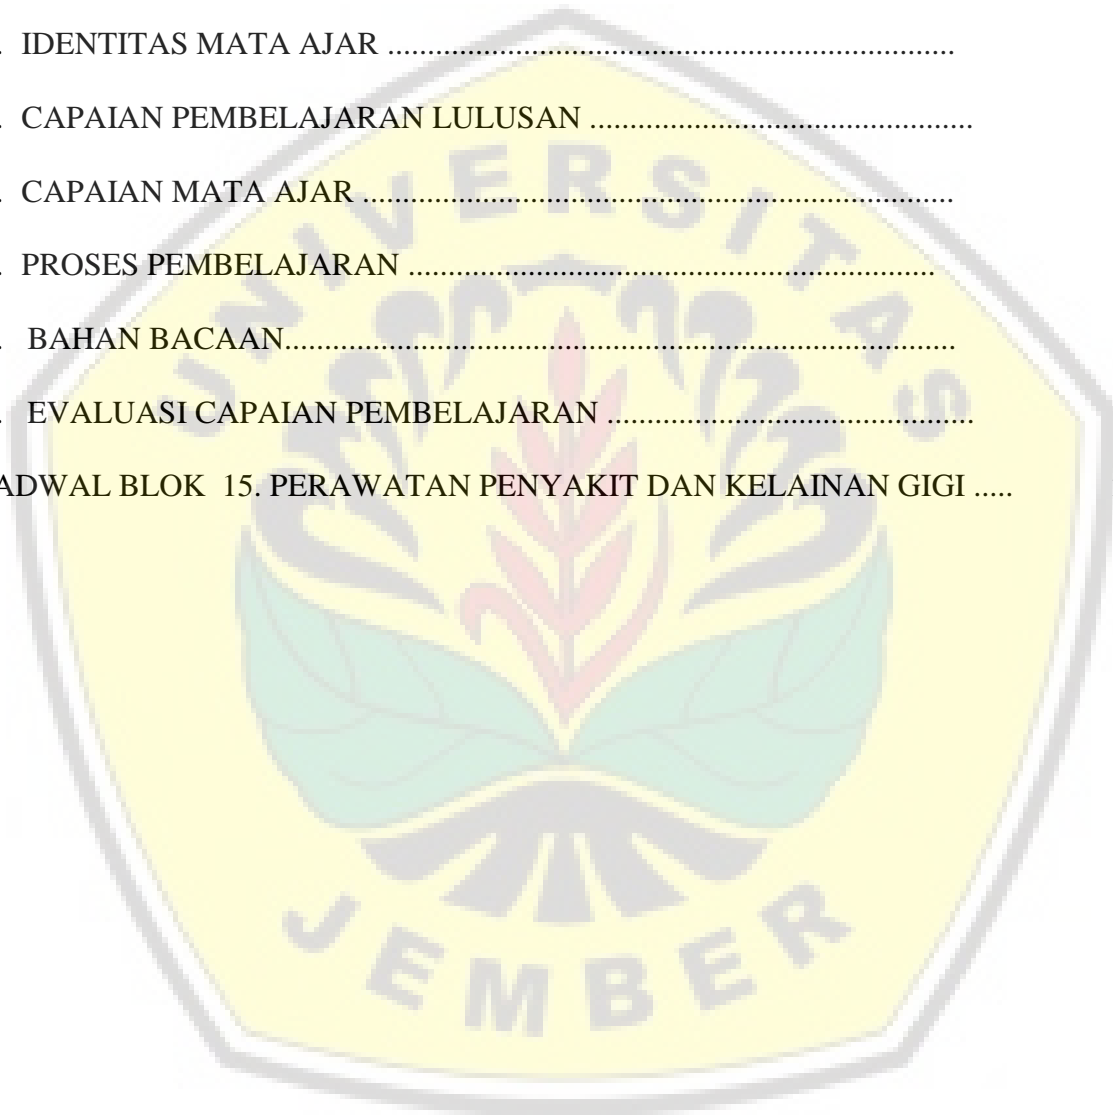 . IDENTITAS MATA AJAR ......................................................................
. CAPAIAN PEMBELAJARAN LULUSAN ...............................................
. CAPAIAN MATA AJAR .........................................................................
. PROSES PEMBELAJARAN .................................................................
. BAHAN BACAAN...................................................................................
. EVALUASI CAPAIAN PEMBELAJARAN .............................................
ADWAL BLOK 15. PERAWATAN PENYAKIT DAN KELAINAN GIGI .....
UNIVERSITAS
JEMBER